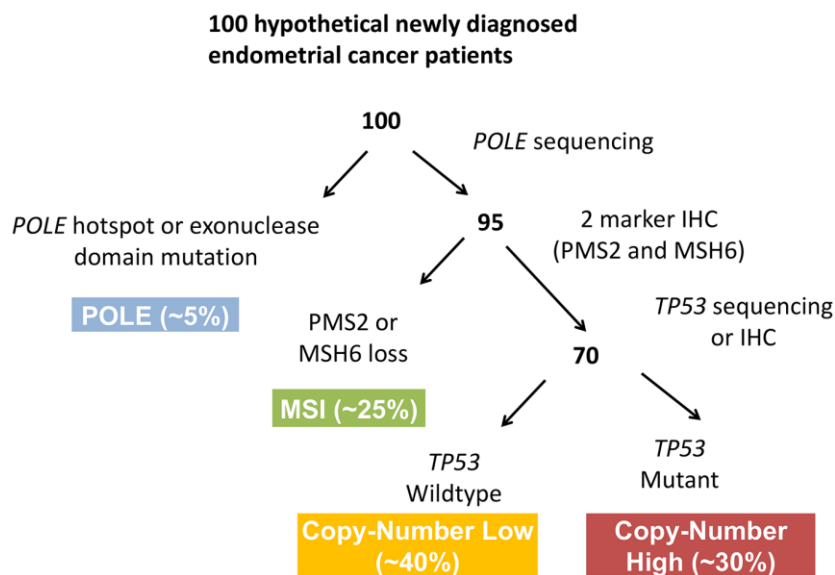 100 hypothetical newly diagnosed
endometrial cancer patients
100
POLE sequencing
POLE hotspot or exonuclease
domain mutation
POLE (~5%)
95
2 marker IHC
(PMS2 and MSH6)
PMS2 or
MSH6 loss
MSI (~25%)
TP53 sequencing
or IHC
70
TP53
Wildtype
Copy-Number Low
(~40%)
TP53
Mutant
Copy-Number
High (~30%)